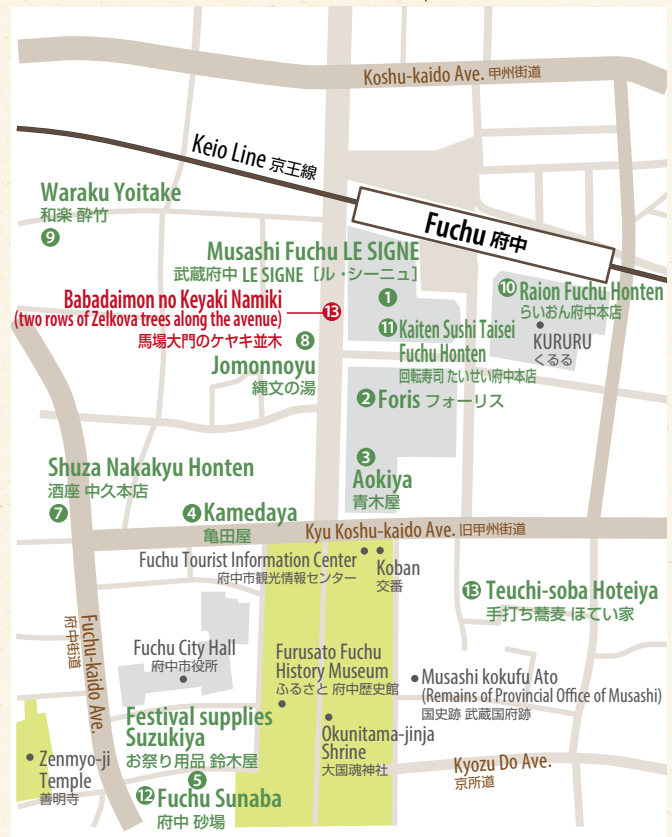 Koshu-kaido Ave. 甲州街道
Keio Line 京王線
Fuchu 府中
Waraku Yoitake
和楽 酔竹
9
Musashi Fuchu LE SIGNE
武蔵府中 LE SIGNE［ル・シーニュ］
1
Babadaimon no Keyaki Namiki
(two rows of Zelkova trees along the avenue)
馬場大門のケヤキ並木
13
10 Raion Fuchu Honten
らいおん府中本店
KURURU
くるる
11 Kaiten Sushi Taisei
Fuchu Honten
回転寿司 たいせい府中本店
8
Jomonnoyu
縄文の湯
2 Foris フォーリス
3
Aokiya
青木屋
Shuza Nakakyu Honten
酒座 中久本店
7
4 Kamedaya
亀田屋
Kyu Koshu-kaido Ave. 旧甲州街道
Fuchu Tourist Information Center
府中市観光情報センター
Koban
交番
13 Teuchi-soba Hoteiya
手打ち蕎麦 ほてい家
Fuchu-kaido Ave.
府中街道
Fuchu City Hall
府中市役所
Furusato Fuchu
History Museum
ふるさと 府中歴史館
Musashi kokufu Ato
(Remains of Provincial Office of Musashi)
国史跡 武蔵国府跡
Festival supplies
Suzukiya
お祭り用品 鈴木屋
5
Okunitama-jinja
Shrine
大国魂神社
Kyozu Do Ave.
京所道
Zenmyo-ji
Temple
善明寺
12 Fuchu Sunaba
府中 砂場